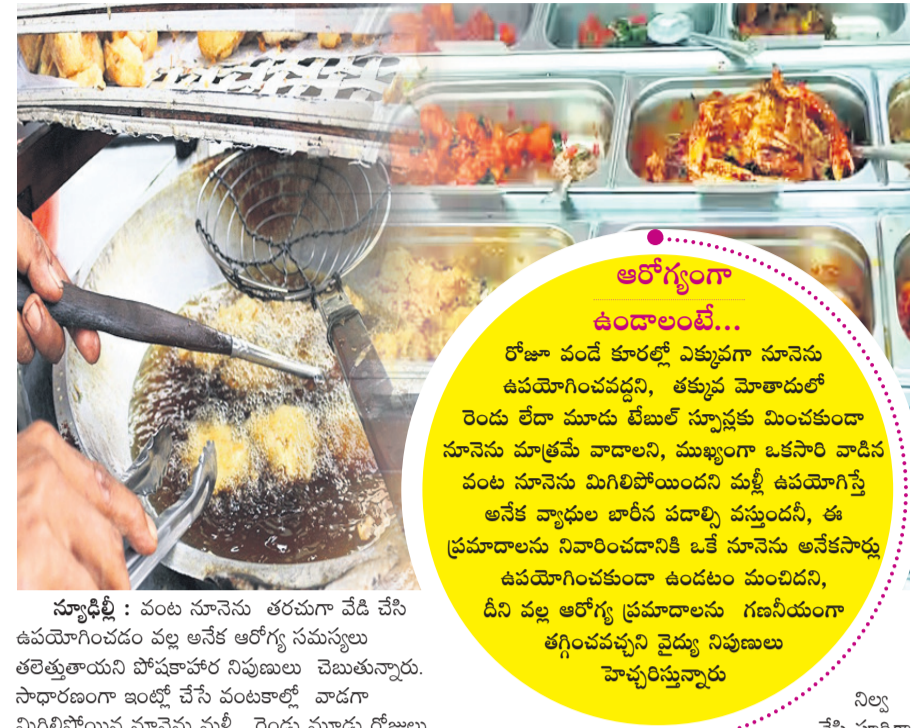 ఆరోగ్యంగా
ఉండాలంటే...
రోజూ వండే కూరల్లో ఎక్కువగా నూనెను
ఉపయోగించవద్దని, తక్కువ మోతాదులో
రెండు లేదా మూడు టేబుల్ స్పూన్లకు మించకుండా
నూనెను మాత్రమే వాడాలని, ముఖ్యంగా ఒకసారి వాడిన
వంట నూనెను మిగిలిపోయిందని మళ్లీ ఉపయోగిస్తే
అనేక వ్యాధుల బారీన పడాల్సి వస్తుందనీ, ఈ
ప్రమాదాలను నివారించడానికి ఒకే నూనెను అనేకసార్లు
ఉపయోగించకుండా ఉండటం మంచిదని,
దీని వల్ల ఆరోగ్య ప్రమాదాలను గణనీయంగా
తగ్గించవచ్చని వైద్యు నిపుణులు
హెచ్చరిస్తున్నారు
న్యూఢిల్లీ : వంట నూనెను తరచుగా వేడి చేసి
ఉపయోగించడం వల్ల అనేక ఆరోగ్య సమస్యలు
తలెత్తుతాయని పోషకాహార నిపుణులు చెబుతున్నారు.
సాధారణంగా ఇంట్లో చేసే వంటకాల్లో వాడగా
మిగిలిపోయిన నూనెను మళ్లీ రెండు మూడు రోజులు
నిల్వ